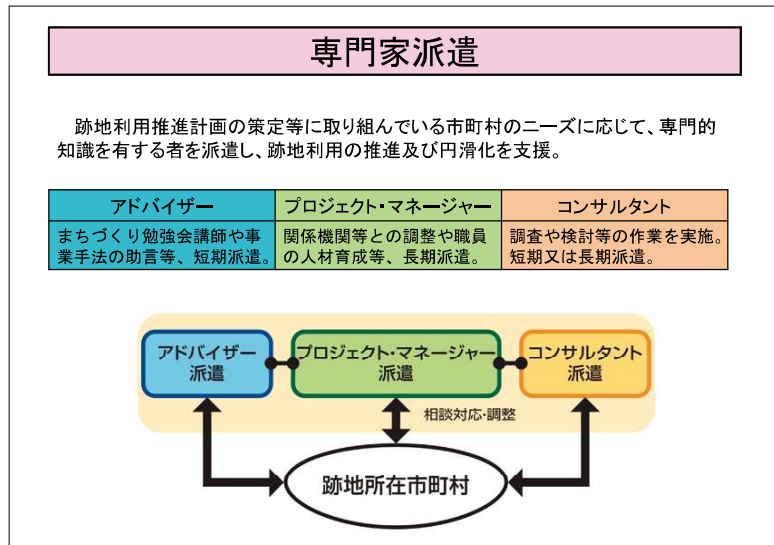 専門家派遣
跡地利用推進計画の策定等に取り組んでいる市町村のニーズに応じて、専門的
知識を有する者を派遣し、跡地利用の推進及び円滑化を支援。
アドバイザー
プロジェクト・マネージャー
コンサルタント
まちづくり勉強会講師や事
業手法の助言等、短期派遣。
関係機関等との調整や職員
の人材育成等、長期派遣。
調査や検討等の作業を実施。
短期又は長期派遣。
アドバイザー
派遣
プロジェクト・マネージャー
派遣
コンサルタント
派遣
相談対応・調整
跡地所在市町村